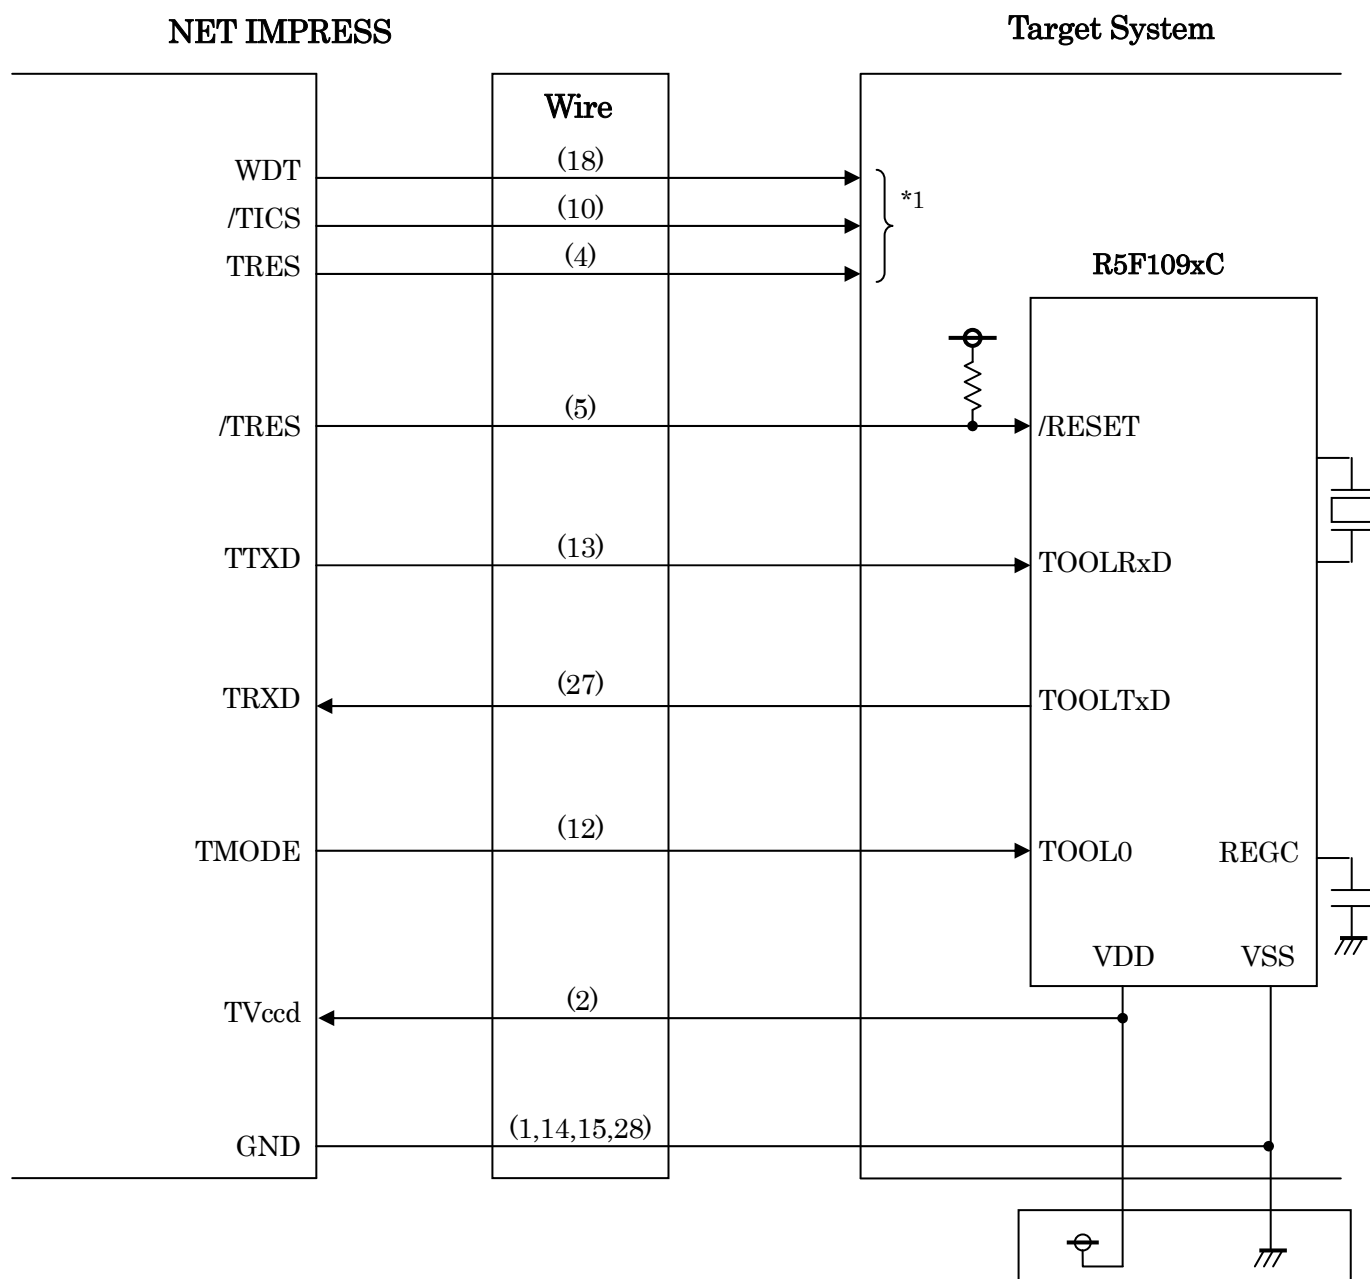 NET IMPRESS
Target System
Wire
WDT
(18)
*1
/TICS
(10)
TRES
(4)
R5F109xC
/TRES
(5)
/RESET
TTXD
(13)
TOOLRxD
TRXD
(27)
TOOLTxD
TMODE
(12)
TOOL0
REGC
VDD
VSS
TVccd
(2)
GND
(1,14,15,28)